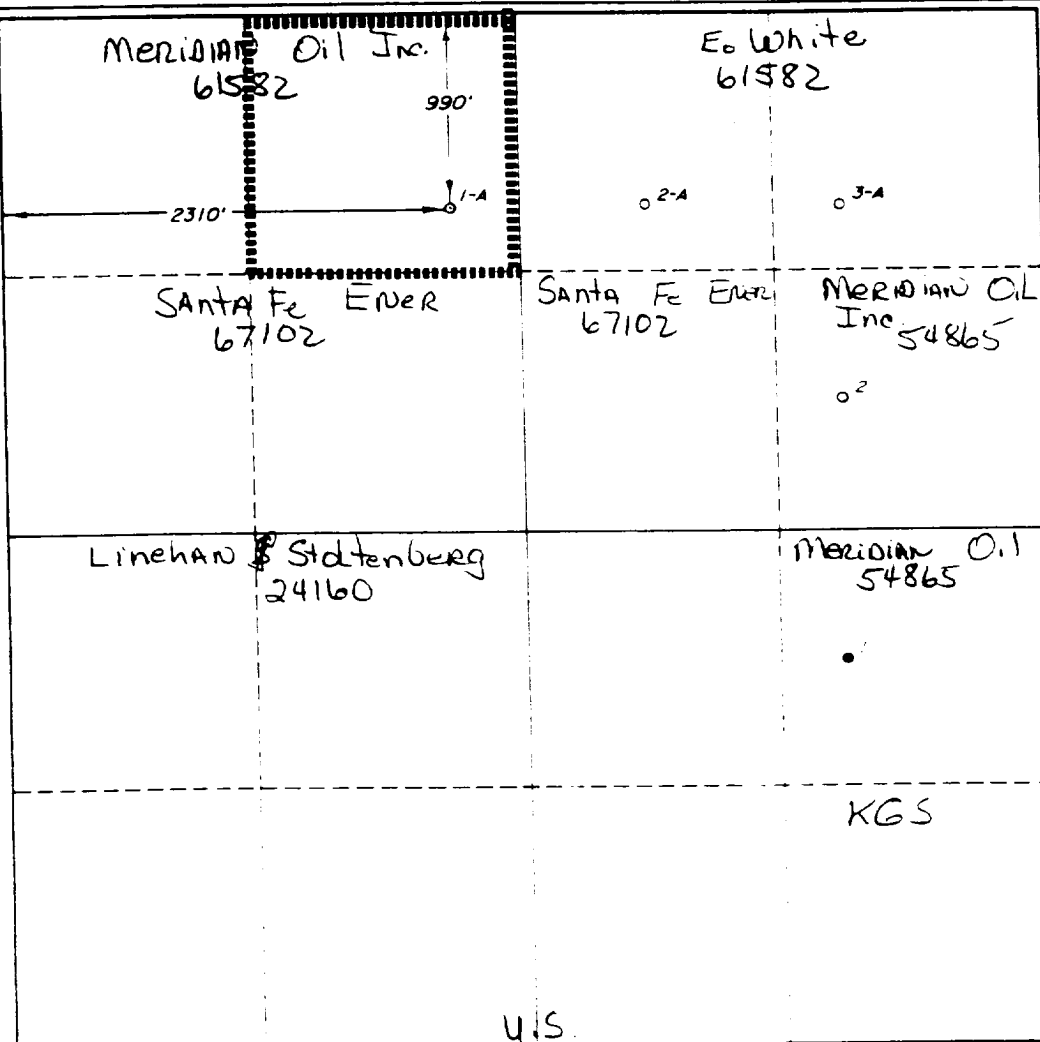 Meridian Oil Inc.
61582
E. White
61582
990'
1-A
2310'
2-A
3-A
Santa Fe Ener
67102
Santa Fe Ener
67102
Meridian Oil
Inc. 54865
2
Linehan & Stoltenberg
24160
Meridian Oil
54865
KGS
U.S.